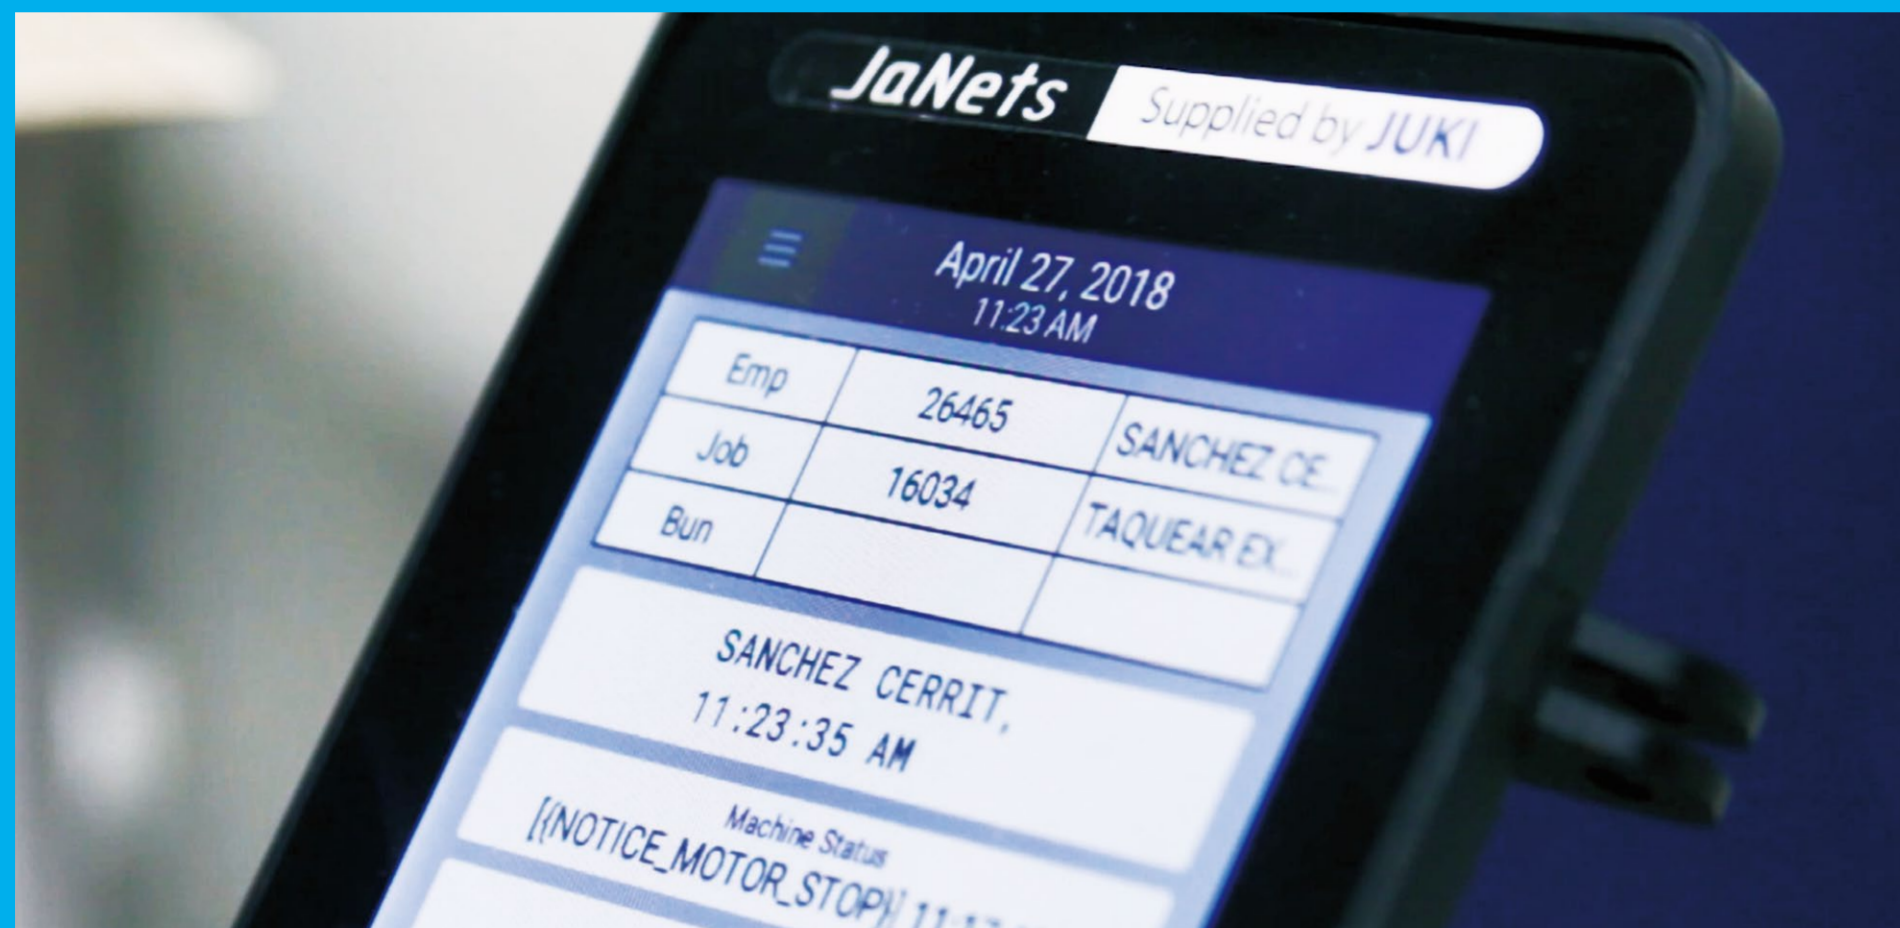 JaNets Supplied by JUKI
April 27, 2018
11:23 AM
Emp 26465 SANCHEZ CE...
Job 16034 TAQUEAR EX...
Bun
SANCHEZ CERRIT,
11:23:35 AM
Machine Status
[{NOTICE_MOTOR_STOP}]